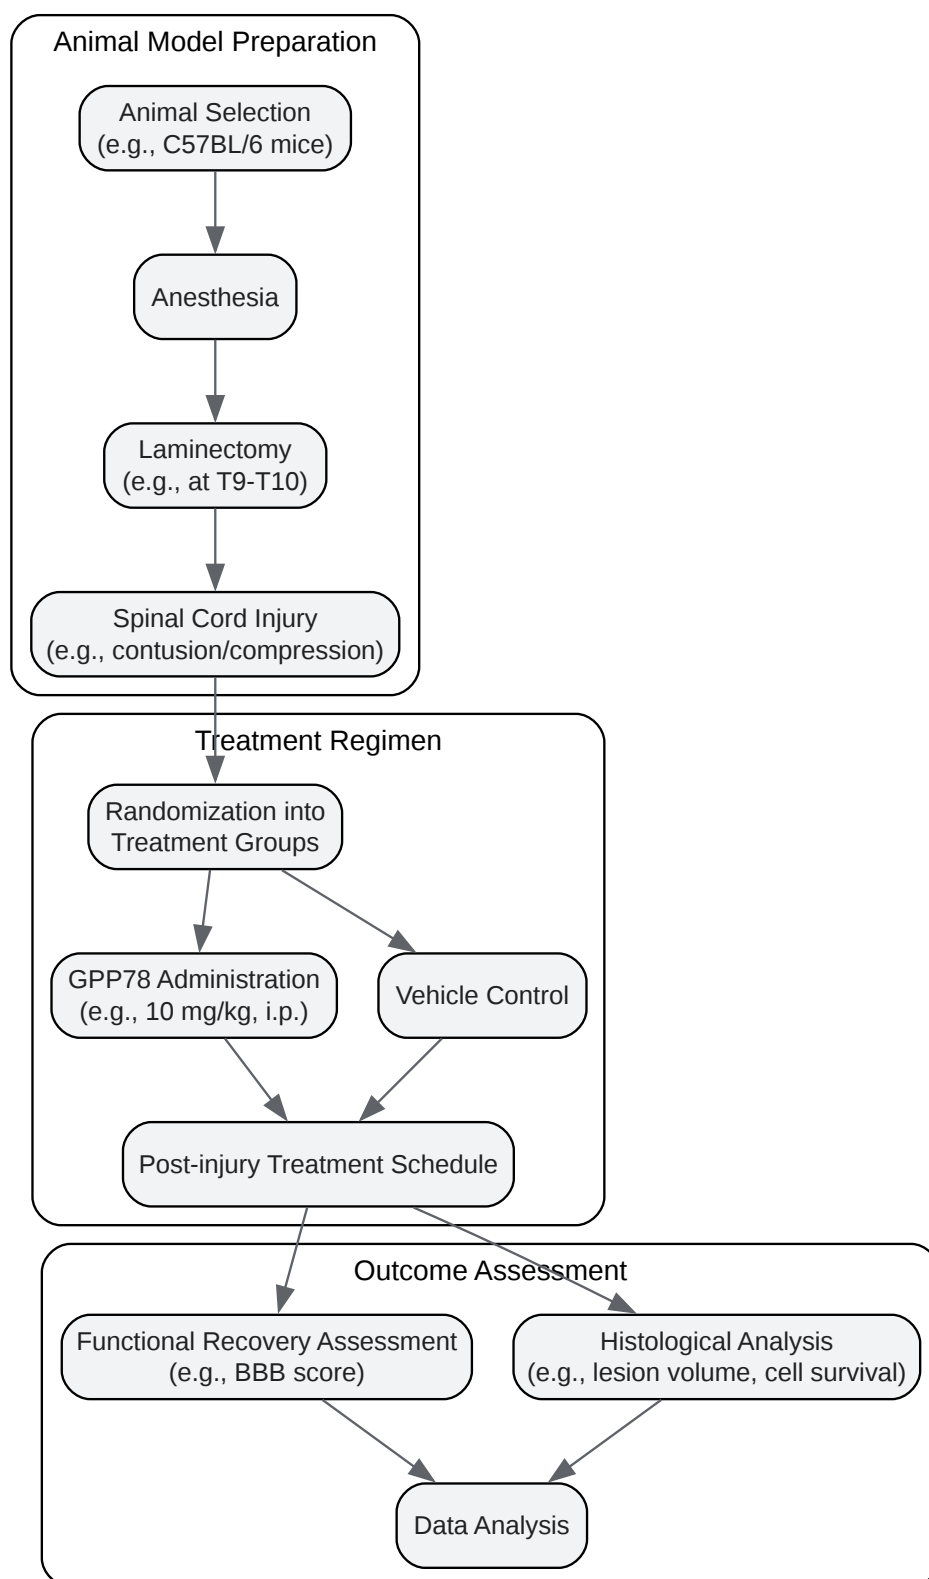 Animal Model Preparation
Animal Selection
(e.g., C57BL/6 mice)
Anesthesia
Laminectomy
(e.g., at T9-T10)
Spinal Cord Injury
(e.g., contusion/compression)
Treatment Regimen
Randomization into
Treatment Groups
GPP78 Administration
(e.g., 10 mg/kg, i.p.)
Vehicle Control
Post-injury Treatment Schedule
Outcome Assessment
Functional Recovery Assessment
(e.g., BBB score)
Histological Analysis
(e.g., lesion volume, cell survival)
Data Analysis